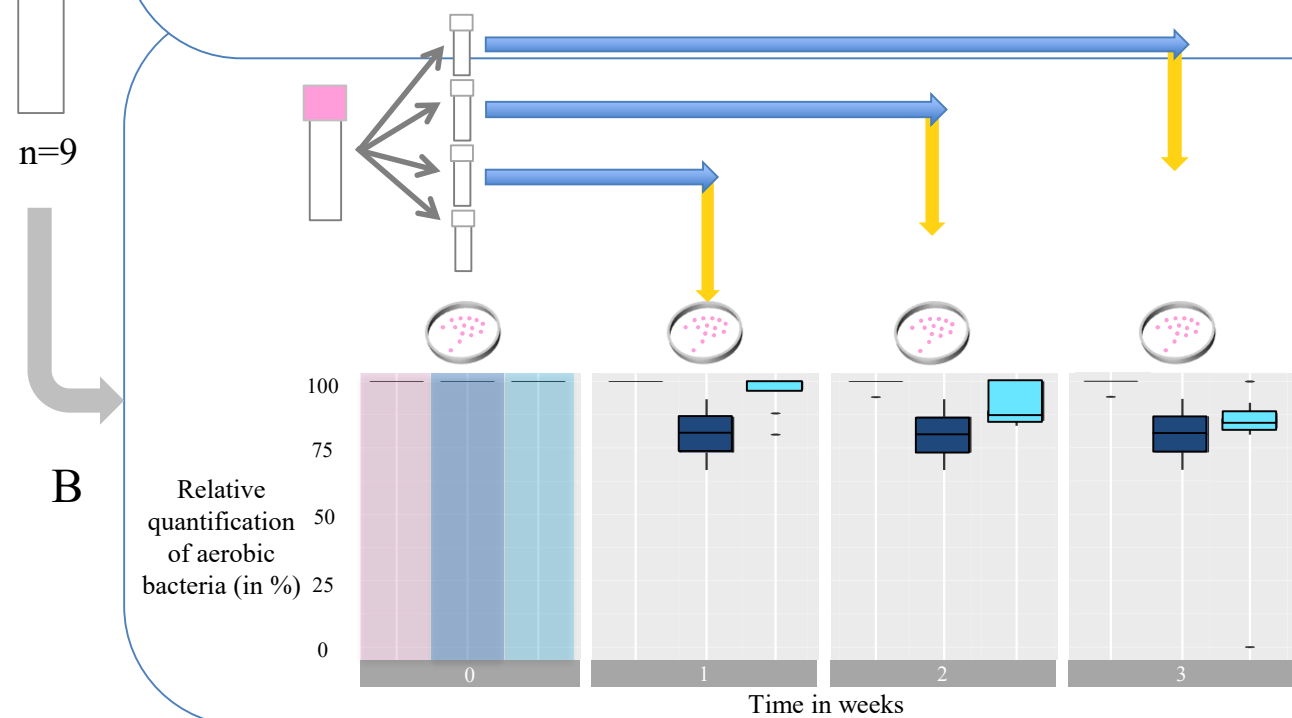 n=9
B
Relative
quantification
of aerobic
bacteria (in %)
100
75
50
25
0
0
1
2
3
Time in weeks